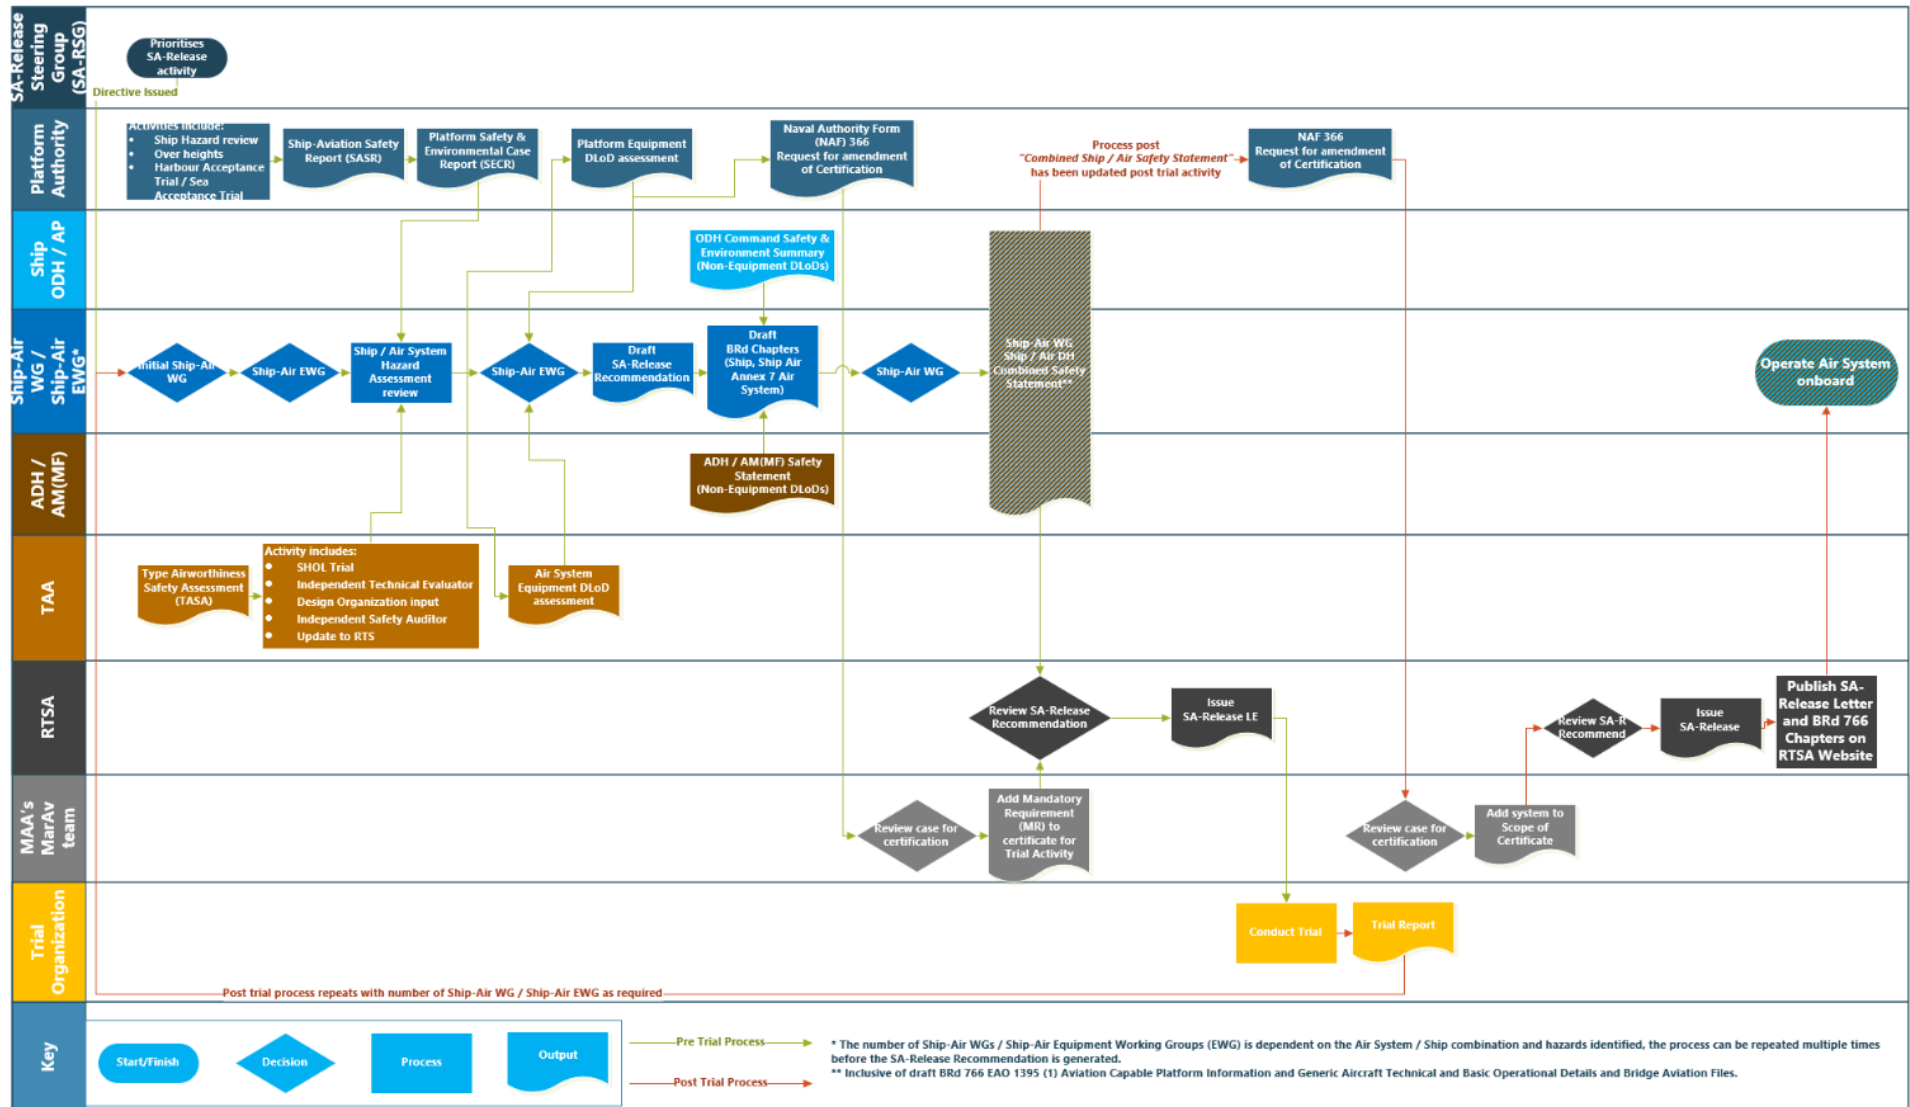 SA-Release
Steering
Group
(SA-RSG)
Prioritises
SA-Release
activity
Directive Issued
Platform
Authority
Activities include:
• Ship Hazard review
• Over heights
• Harbour Acceptance
Trial / Sea
Acceptance Trial
Ship-Aviation Safety
Report (SASR)
Platform Safety &
Environmental Case
Report (SECR)
Platform Equipment
DLoD assessment
Naval Authority Form
(NAF) 366
Request for amendment
of Certification
Process post
"Combined Ship / Air Safety Statement"
has been updated post trial activity
NAF 366
Request for amendment
of Certification
Ship
ODH / AP
ODH Command Safety &
Environment Summary
(Non-Equipment DLoDs)
Ship-Air
WG /
Ship-Air
EWG*
Initial Ship-Air
WG
Ship-Air EWG
Ship / Air System
Hazard
Assessment
review
Ship-Air EWG
Draft
SA-Release
Recommendation
Draft
BRd Chapters
(Ship, Ship Air
Annex 7 Air
System)
Ship-Air WG
Ship-Air WG
Ship / Air DH
Combined Safety
Statement**
Operate Air System
onboard
ADH /
AM(MF)
ADH / AM(MF) Safety
Statement
(Non-Equipment DLoDs)
TAA
Type Airworthiness
Safety Assessment
(TASA)
Activity includes:
• SHOL Trial
• Independent Technical Evaluator
• Design Organization input
• Independent Safety Auditor
• Update to RTS
Air System
Equipment DLoD
assessment
RTSA
Review SA-Release
Recommendation
Issue
SA-Release LE
Review SA-R
Recommend
Issue
SA-Release
Publish SA-
Release Letter
and BRd 766
Chapters on
RTSA Website
MAA's
MarAv
team
Review case for
certification
Add Mandatory
Requirement
(MR) to
certificate for
Trial Activity
Review case for
certification
Add system to
Scope of
Certificate
Trial
Organization
Conduct Trial
Trial Report
Post trial process repeats with number of Ship-Air WG / Ship-Air EWG as required
Key
Start/Finish
Decision
Process
Output
Pre Trial Process
Post Trial Process
* The number of Ship-Air WGs / Ship-Air Equipment Working Groups (EWG) is dependent on the Air System / Ship combination and hazards identified, the process can be repeated multiple times
before the SA-Release Recommendation is generated.
** Inclusive of draft BRd 766 EAO 1395 (1) Aviation Capable Platform Information and Generic Aircraft Technical and Basic Operational Details and Bridge Aviation Files.